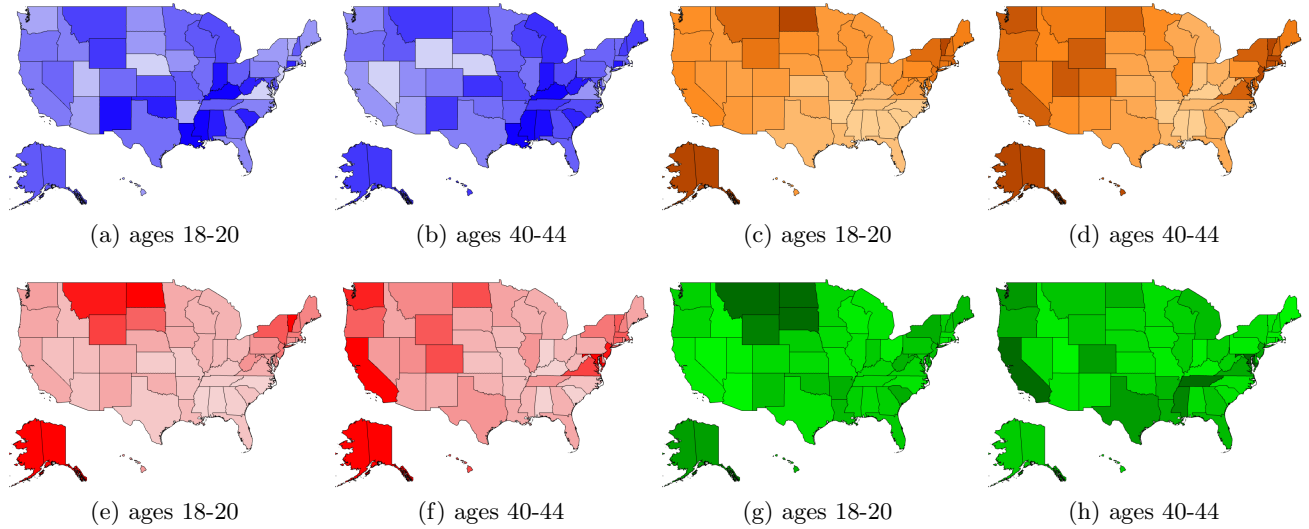 (a) ages 18-20
(b) ages 40-44
(c) ages 18-20
(d) ages 40-44
(e) ages 18-20
(f) ages 40-44
(g) ages 18-20
(h) ages 40-44